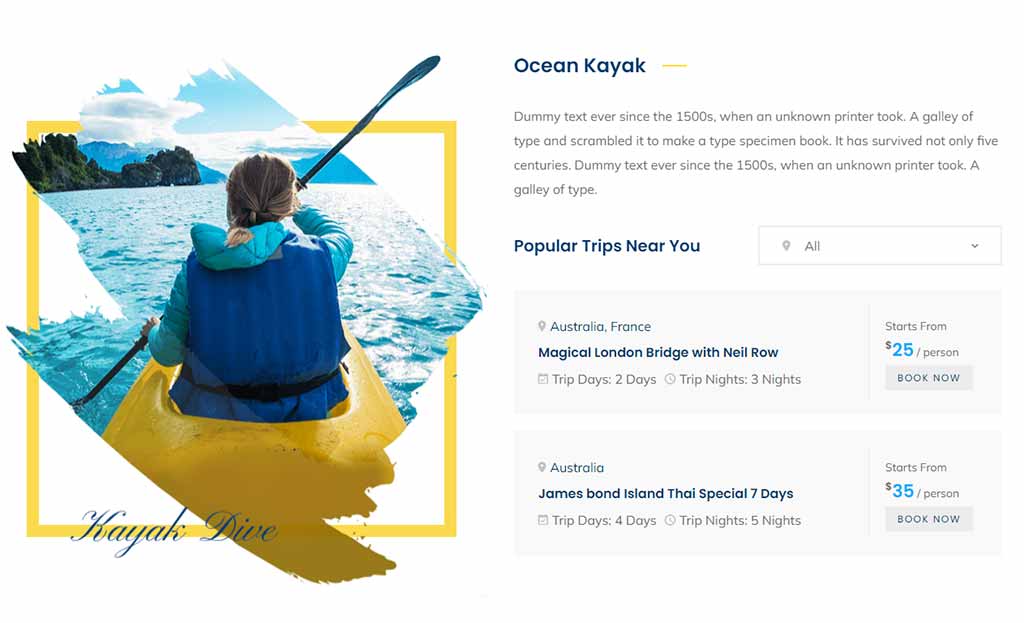 Ocean Kayak
Dummy text ever since the 1500s, when an unknown printer took. A galley of
type and scrambled it to make a type specimen book. It has survived not only five
centuries. Dummy text ever since the 1500s, when an unknown printer took. A
galley of type.
Popular Trips Near You
All
Australia, France
Magical London Bridge with Neil Row
Trip Days: 2 Days Trip Nights: 3 Nights
Starts From
$25 / person
BOOK NOW
Australia
James bond Island Thai Special 7 Days
Trip Days: 4 Days Trip Nights: 5 Nights
Starts From
$35 / person
BOOK NOW
Kayak Dive